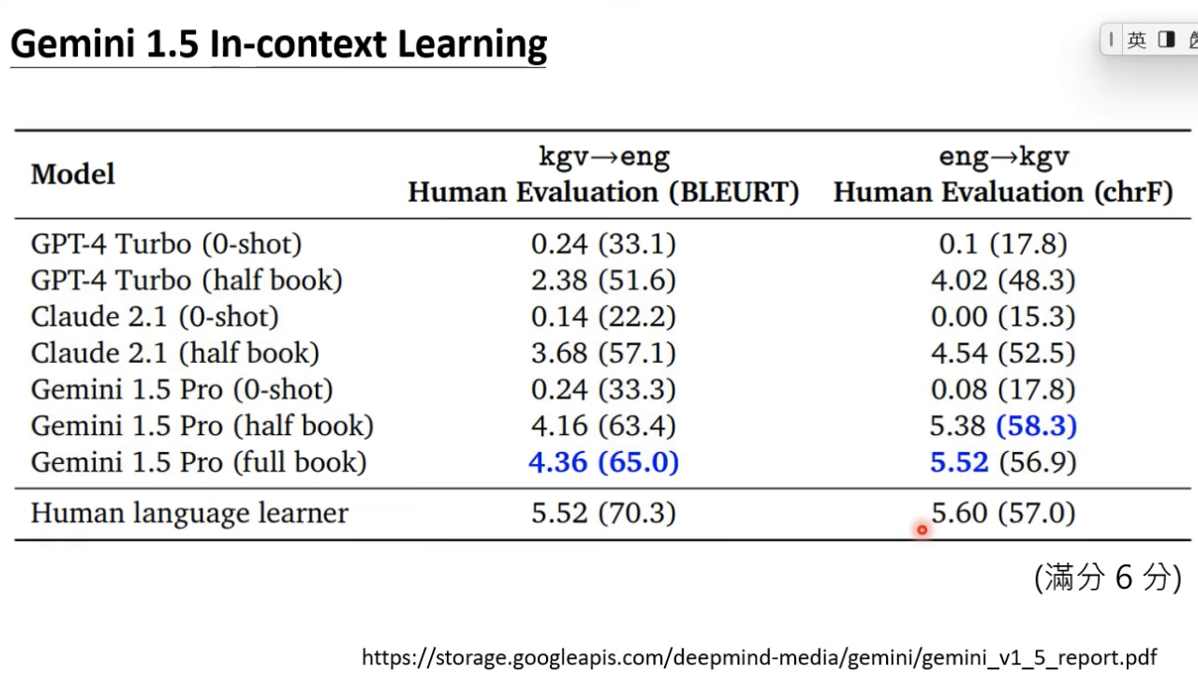 Gemini 1.5 In-context Learning
英
Model kgv→eng Human Evaluation (BLEURT) eng→kgv Human Evaluation (chrF)
GPT-4 Turbo (0-shot) 0.24 (33.1) 0.1 (17.8)
GPT-4 Turbo (half book) 2.38 (51.6) 4.02 (48.3)
Claude 2.1 (0-shot) 0.14 (22.2) 0.00 (15.3)
Claude 2.1 (half book) 3.68 (57.1) 4.54 (52.5)
Gemini 1.5 Pro (0-shot) 0.24 (33.3) 0.08 (17.8)
Gemini 1.5 Pro (half book) 4.16 (63.4) 5.38 (58.3)
Gemini 1.5 Pro (full book) 4.36 (65.0) 5.52 (56.9)
Human language learner 5.52 (70.3) 5.60 (57.0)
(滿分 6 分)
https://storage.googleapis.com/deepmind-media/gemini/gemini_v1_5_report.pdf